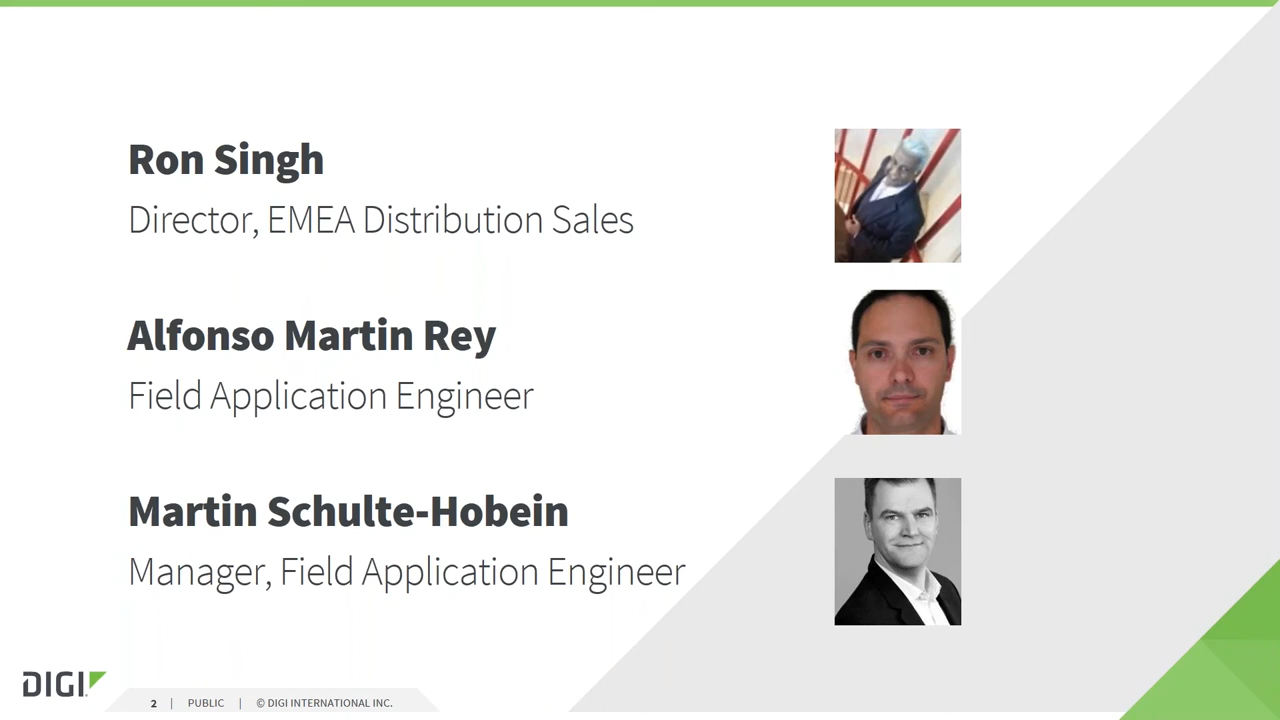 Ron Singh
Director, EMEA Distribution Sales
Alfonso Martin Rey
Field Application Engineer
Martin Schulte-Hobein
Manager, Field Application Engineer
DIGI
2 | PUBLIC | © DIGI INTERNATIONAL INC.